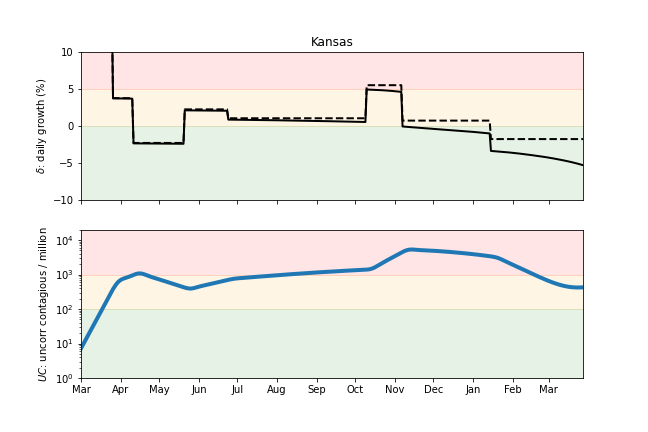 Kansas
δ: daily growth (%)
10
5
0
−5
−10
UC: uncorr contagious / million
10⁴
10³
10²
10¹
10⁰
Mar Apr May Jun Jul Aug Sep Oct Nov Dec Jan Feb Mar